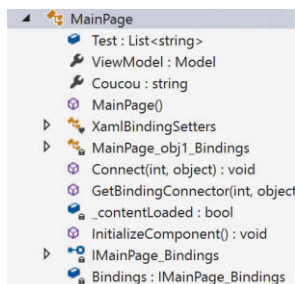 MainPage
Test : List<string>
ViewModel : Model
Coucou : string
MainPage()
XamlBindingSetters
MainPage_obj1_Bindings
Connect(int, object) : void
GetBindingConnector(int, object
_contentLoaded : bool
InitializeComponent() : void
IMainPage_Bindings
Bindings : IMainPage_Bindings